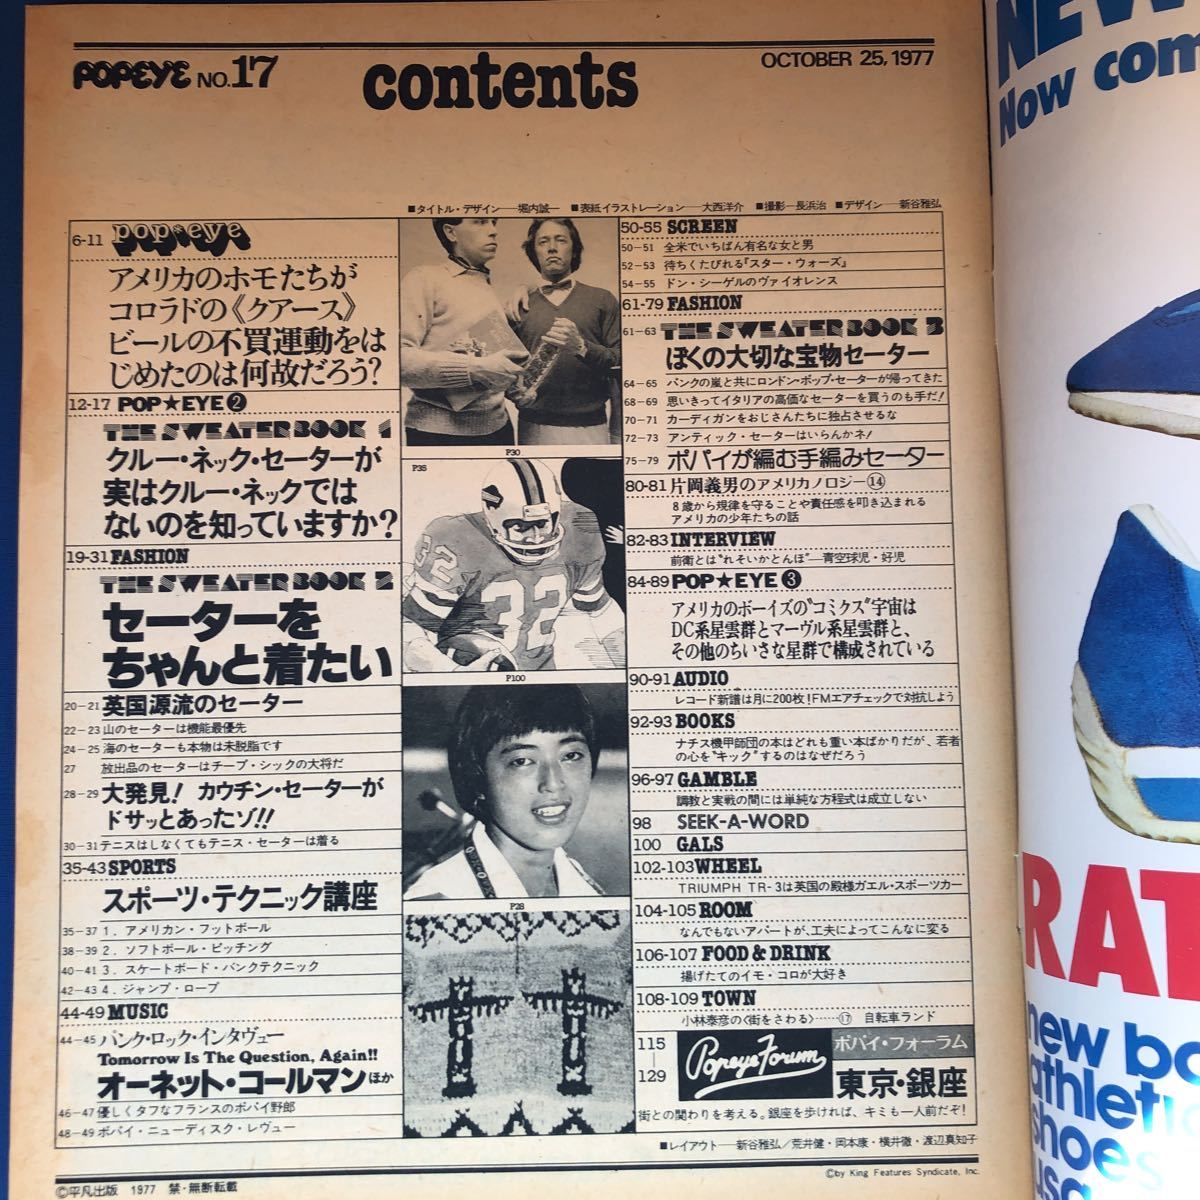 POPEYE NO.17
contents
OCTOBER 25, 1977
■タイトル・デザイン――堀内誠一 ■表紙イラストレーション――大西洋介 ■撮影―長浜治 ■デザイン――新谷雅弘
6-11 pop*eye
アメリカのホモたちが
コロラドの《クアース》
ビールの不買運動をは
じめたのは何故だろう?
12-17 POP★EYE❷
THE SWEATER BOOK 1
クルー・ネック・セーターが
実はクルー・ネックでは
ないのを知っていますか?
19-31 FASHION
THE SWEATER BOOK 2
セーターを
ちゃんと着たい
20-21 英国源流のセーター
22-23 山のセーターは機能最優先
24-25 海のセーターも本物は未脱脂です
27 放出品のセーターはチープ・シックの大将だ
28-29 大発見! カウチン・セーターが
ドサッとあったゾ!!
30-31 テニスはしなくてもテニス・セーターは着る
35-43 SPORTS
スポーツ・テクニック講座
35-37 1. アメリカン・フットボール
38-39 2. ソフトボール・ピッチング
40-41 3. スケートボード・バンクテクニック
42-43 4. ジャンプ・ロープ
44-49 MUSIC
44-45 パンク・ロック・インタヴュー
Tomorrow Is The Question, Again!!
オーネット・コールマンほか
46-47 優しくタフなフランスのポパイ野郎
48-49 ポパイ・ニューディスク・レヴュー
P30
P35
32
32
P100
P28
50-55 SCREEN
50-51 全米でいちばん有名な女と男
52-53 待ちくたびれる『スター・ウォーズ』
54-55 ドン・シーゲルのヴァイオレンス
61-79 FASHION
61-63 THE SWEATER BOOK 3
ぼくの大切な宝物セーター
64-65 パンクの嵐と共にロンドン・ポップ・セーターが帰ってきた
68-69 思いきってイタリアの高価なセーターを買うのも手だ!
70-71 カーディガンをおじさんたちに独占させるな
72-73 アンティック・セーターはいらんかネ!
75-79 ポパイが編む手編みセーター
80-81 片岡義男のアメリカノロジー⑭
8歳から規律を守ることや責任感を叩き込まれる
アメリカの少年たちの話
82-83 INTERVIEW
前衛とは“れそいかとんぼ”―青空球児・好児
84-89 POP★EYE❸
アメリカのボーイズの“コミクス”宇宙は
DC系星雲群とマーヴル系星雲群と、
その他のちいさな星群で構成されている
90-91 AUDIO
レコード新譜は月に200枚!FMエアチェックで対抗しよう
92-93 BOOKS
ナチス機甲師団の本はどれも重い本ばかりだが、若者
の心を“キック”するのはなぜだろう
96-97 GAMBLE
調教と実戦の間には単純な方程式は成立しない
98 SEEK-A-WORD
100 GALS
102-103 WHEEL
TRIUMPH TR-3は英国の殿様ガエル・スポーツカー
104-105 ROOM
なんでもないアパートが、工夫によってこんなに変る
106-107 FOOD & DRINK
揚げたてのイモ・コロが大好き
108-109 TOWN
小林泰彦の〈街をさわる〉……⑰ 自転車ランド
115
|
129
Popeye Forum
ポパイ・フォーラム
東京・銀座
街との関わりを考える。銀座を歩ければ、キミも一人前だぞ!
■レイアウト――新谷雅弘/荒井健・岡本康・横井徹・渡辺真知子
©by King Features Syndicate, Inc.
©平凡出版 1977 禁・無断転載
NEW
Now com
RAT
new ba
athleti
shoes
usa